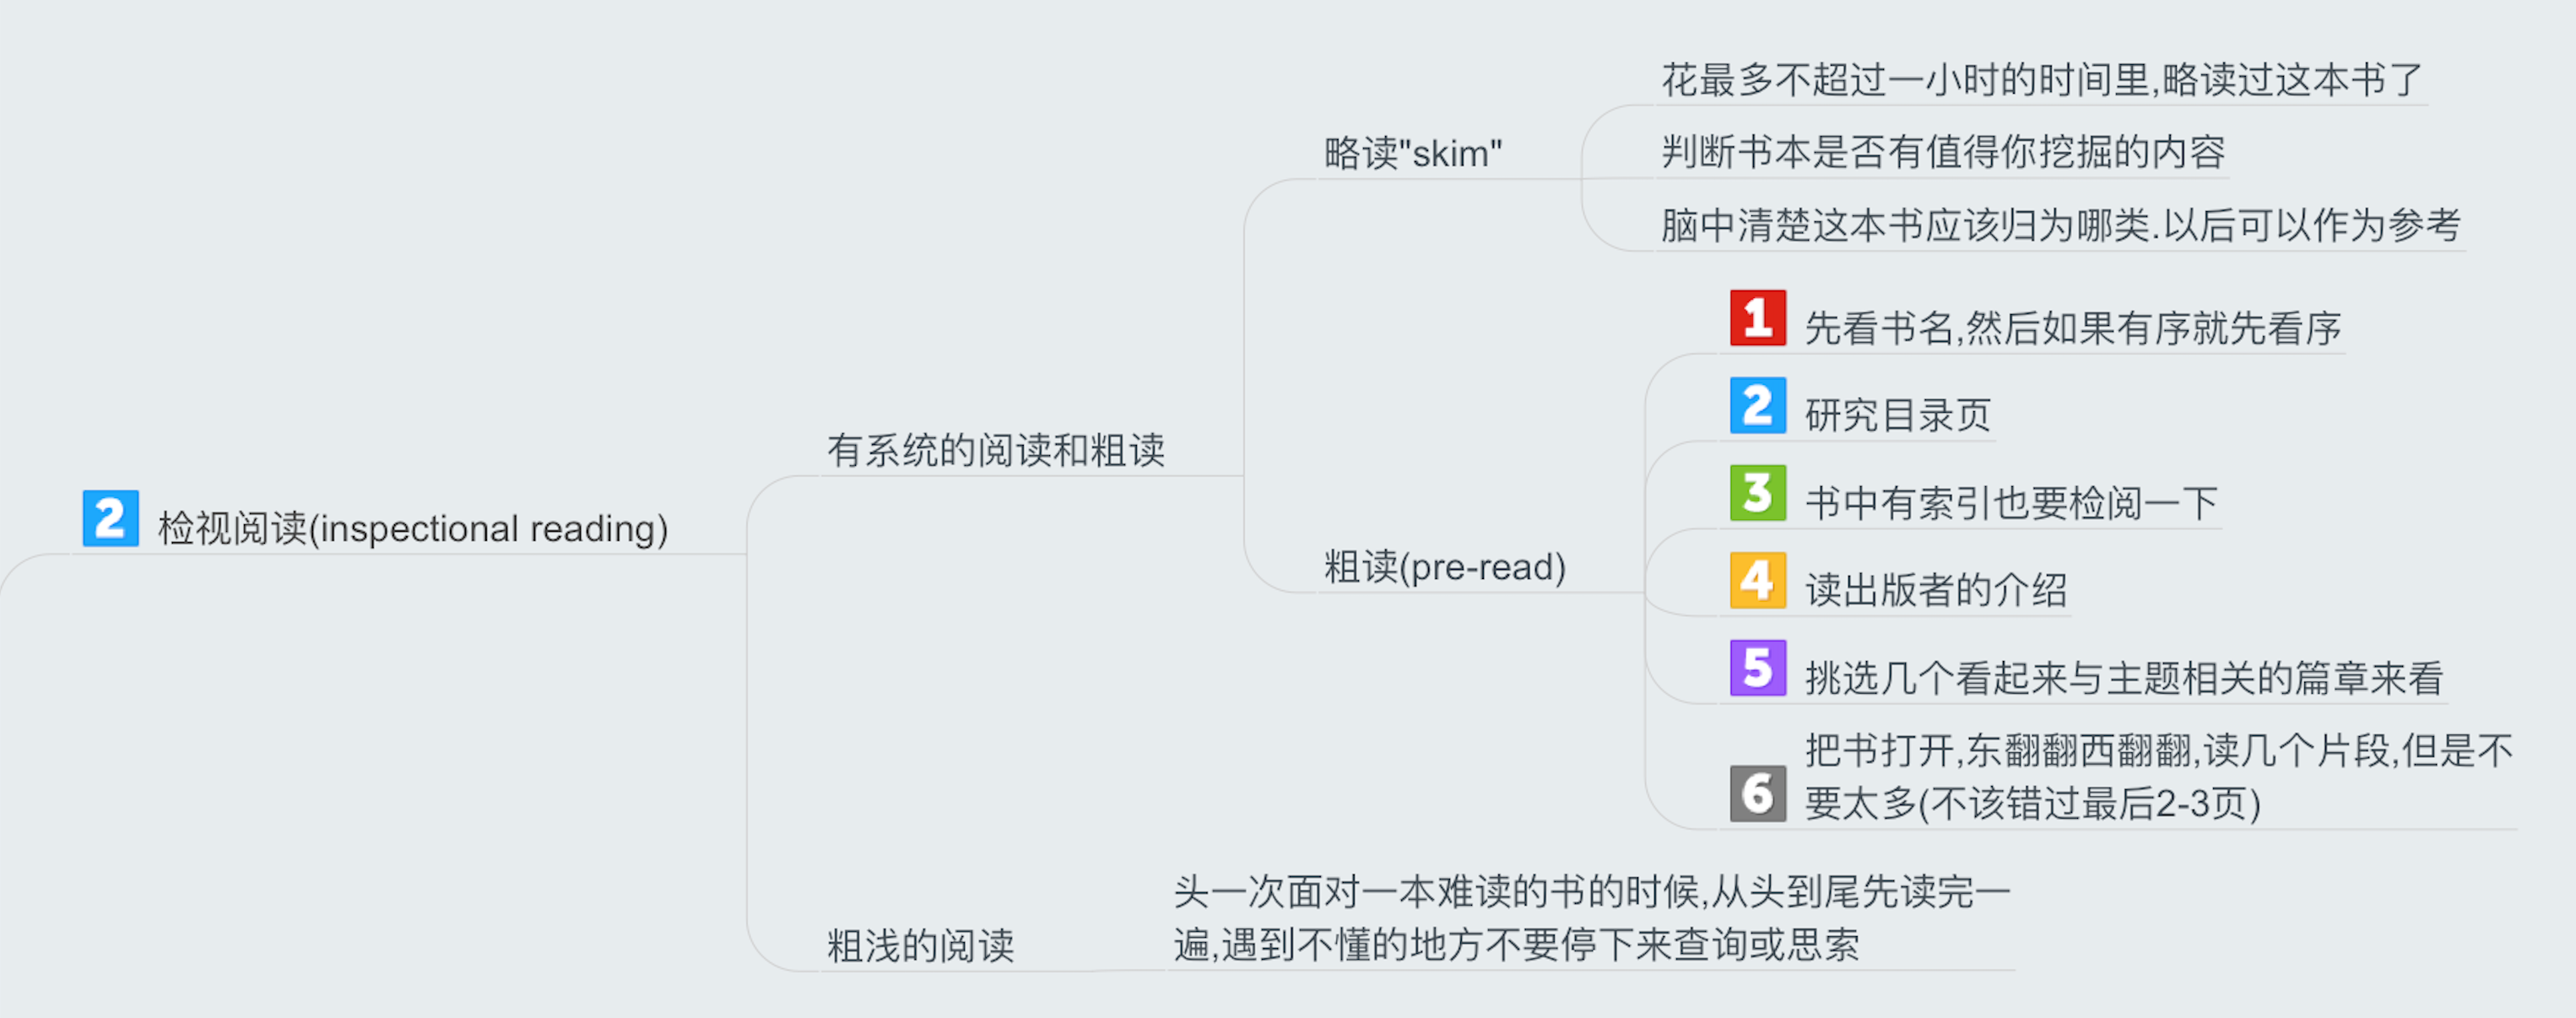 2 检视阅读(inspectional reading)
有系统的阅读和粗读
略读"skim"
花最多不超过一小时的时间里,略读过这本书了
判断书本是否有值得你挖掘的内容
脑中清楚这本书应该归为哪类.以后可以作为参考
粗读(pre-read)
1 先看书名,然后如果有序就先看序
2 研究目录页
3 书中有索引也要检阅一下
4 读出版者的介绍
5 挑选几个看起来与主题相关的篇章来看
6 把书打开,东翻翻西翻翻,读几个片段,但是不
要太多(不该错过最后2-3页)
粗浅的阅读
头一次面对一本难读的书的时候,从头到尾先读完一
遍,遇到不懂的地方不要停下来查询或思索